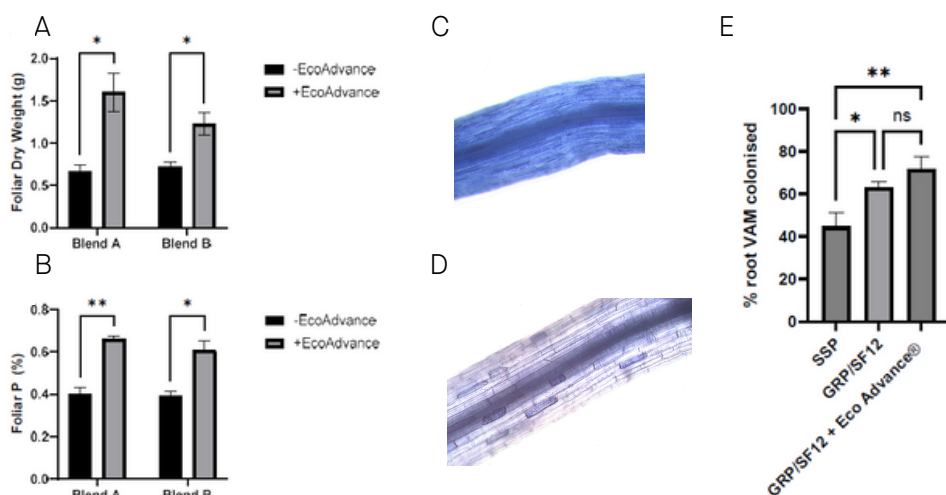 A
*
*
2.0
1.5
1.0
0.5
0.0
Foliar Dry Weight (g)
Blend A
Blend B
-EcoAdvance
+EcoAdvance
B
**
*
0.8
0.6
0.4
0.2
0.0
Foliar P (%)
Blend A
Blend B
-EcoAdvance
+EcoAdvance
C
D
E
**
*
ns
100
80
60
40
20
0
% root VAM colonised
SSP
GRP/SF12
GRP/SF12 + Eco Advance®